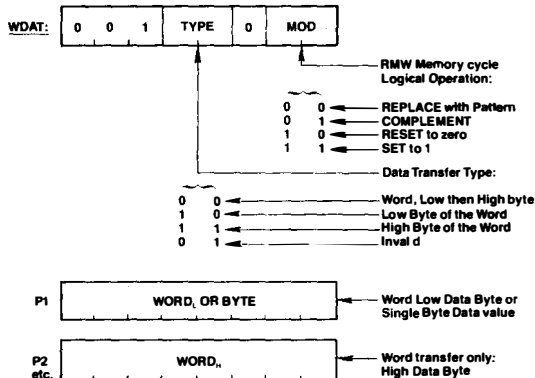 WDAT: 0 0 1 TYPE 0 MOD
RMW Memory cycle
Logical Operation:
0 0 REPLACE with Pattern
0 1 COMPLEMENT
1 0 RESET to zero
1 1 SET to 1
Data Transfer Type:
0 0 Word, Low then High byte
1 0 Low Byte of the Word
1 1 High Byte of the Word
0 1 Inval d
P1 WORDL OR BYTE Word Low Data Byte or
Single Byte Data value
P2 WORDH Word transfer only:
etc. High Data Byte